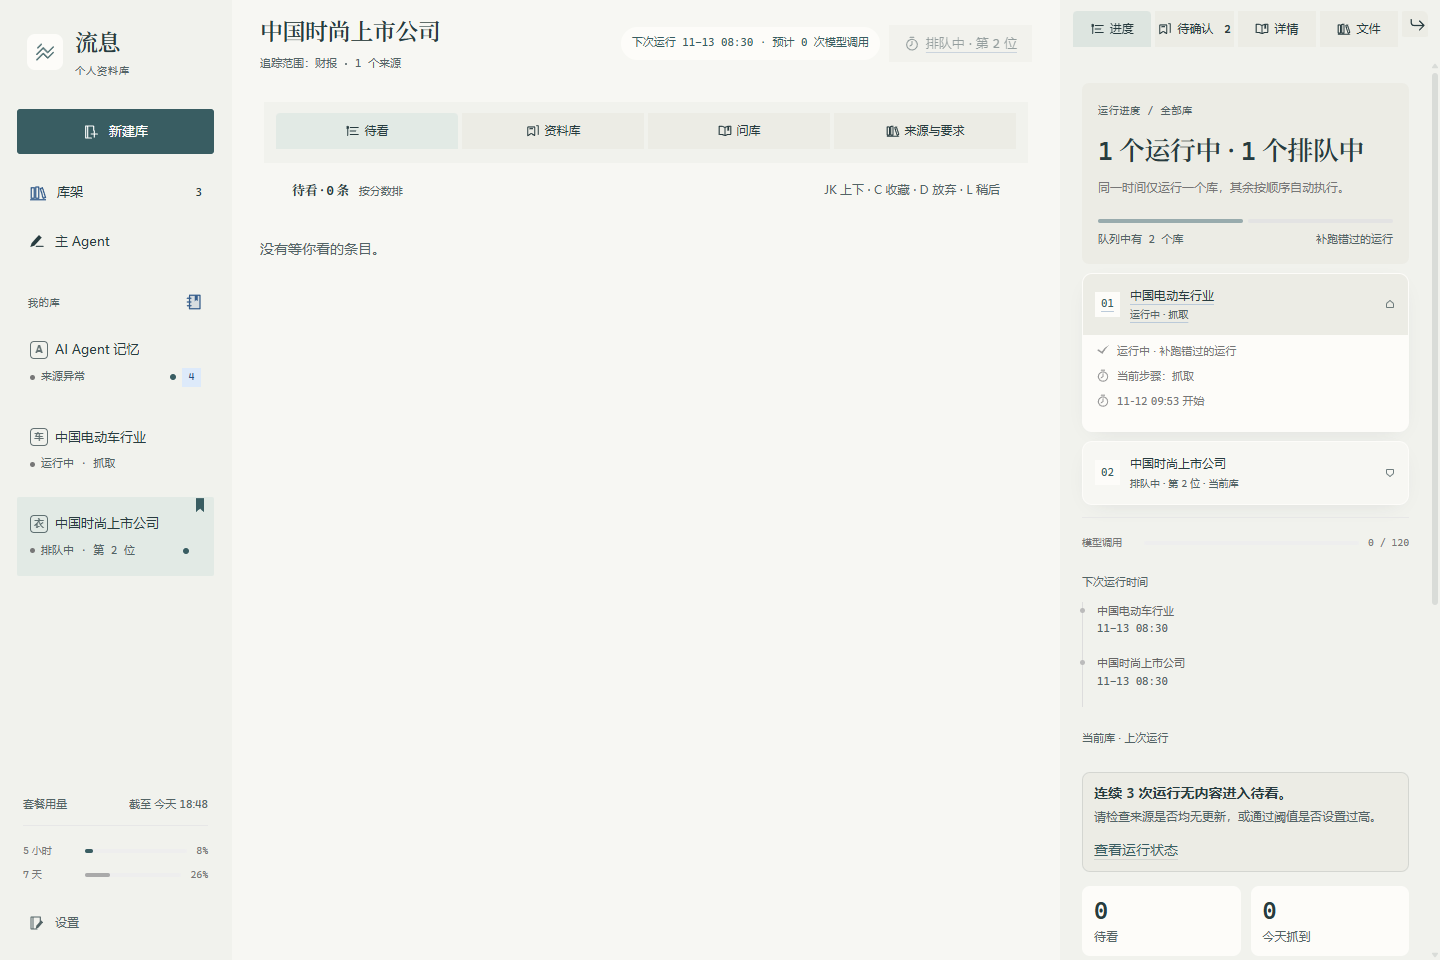 流息
个人资料库
新建库
库架 3
主 Agent
我的库
A AI Agent 记忆
来源异常 4
车 中国电动车行业
运行中 · 抓取
衣 中国时尚上市公司
排队中 · 第 2 位
套餐用量 截至 今天 18:48
5 小时 8%
7 天 26%
设置
中国时尚上市公司
追踪范围：财报 · 1 个来源
下次运行 11-13 08:30 · 预计 0 次模型调用
排队中 · 第 2 位
待看 资料库 问库 来源与要求
待看 · 0 条 按分数排
JK 上下 · C 收藏 · D 放弃 · L 稍后
没有等你看的条目。
进度 待确认 2 详情 文件
运行进度 / 全部库
1 个运行中 · 1 个排队中
同一时间仅运行一个库，其余按顺序自动执行。
队列中有 2 个库 补跑错过的运行
01 中国电动车行业
运行中 · 抓取
运行中 · 补跑错过的运行
当前步骤：抓取
11-12 09:53 开始
02 中国时尚上市公司
排队中 · 第 2 位 · 当前库
模型调用 0 / 120
下次运行时间
中国电动车行业
11-13 08:30
中国时尚上市公司
11-13 08:30
当前库 · 上次运行
连续 3 次运行无内容进入待看。
请检查来源是否均无更新，或通过阈值是否设置过高。
查看运行状态
0 0
待看 今天抓到